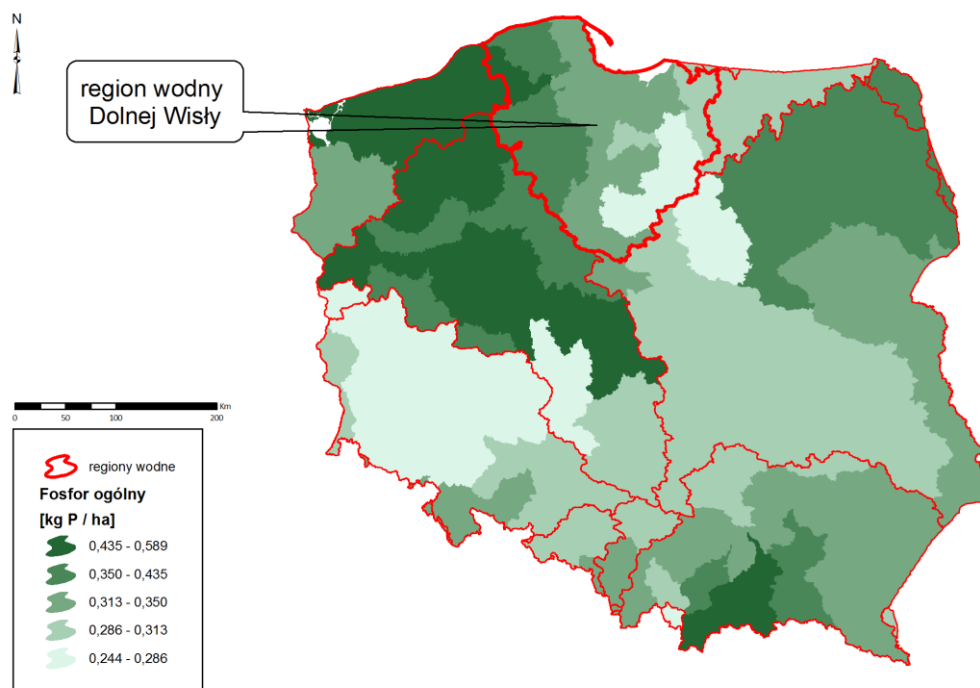 N
region wodny
Dolnej Wisły
Km
0 50 100 200
regiony wodne
Fosfor ogólny
[kg P / ha]
0,435 - 0,589
0,350 - 0,435
0,313 - 0,350
0,286 - 0,313
0,244 - 0,286